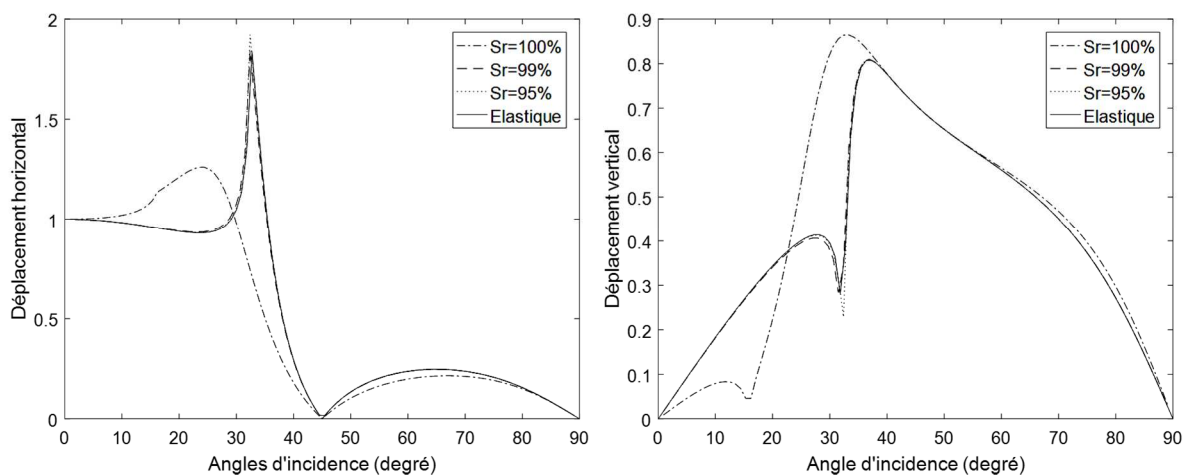 Déplacement horizontal
2
1.5
1
0.5
0
0 10 20 30 40 50 60 70 80 90
Angles d'incidence (degré)
Sr=100%
Sr=99%
Sr=95%
Elastique
Déplacement vertical
0.9
0.8
0.7
0.6
0.5
0.4
0.3
0.2
0.1
0
0 10 20 30 40 50 60 70 80 90
Angle d'incidence (degré)
Sr=100%
Sr=99%
Sr=95%
Elastique